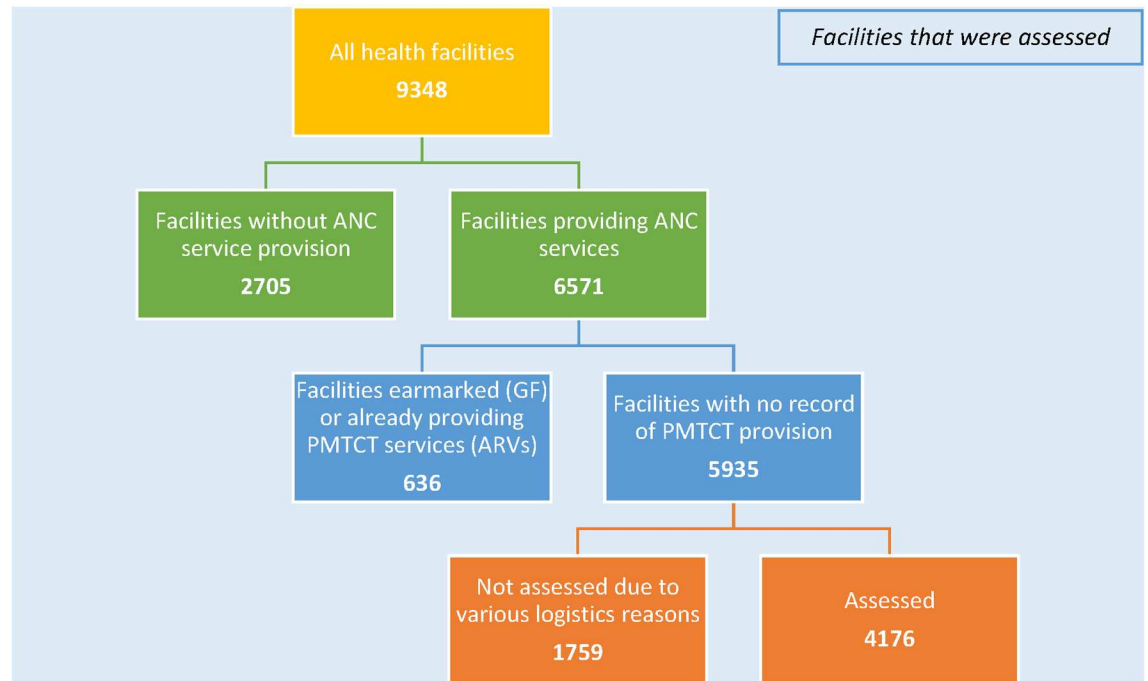 Facilities that were assessed
All health facilities
9348
Facilities without ANC
service provision
2705
Facilities providing ANC
services
6571
Facilities earmarked (GF)
or already providing
PMTCT services (ARVs)
636
Facilities with no record
of PMTCT provision
5935
Not assessed due to
various logistics reasons
1759
Assessed
4176